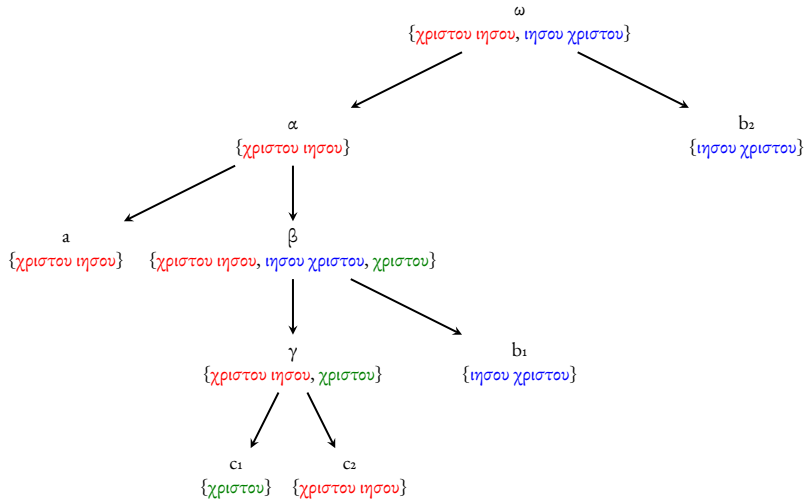 ω
{χριστου ιησου, ιησου χριστου}
α
{χριστου ιησου}
b2
{ιησου χριστου}
a
{χριστου ιησου}
β
{χριστου ιησου, ιησου χριστου, χριστου}
γ
{χριστου ιησου, χριστου}
b1
{ιησου χριστου}
c1
{χριστου}
c2
{χριστου ιησου}